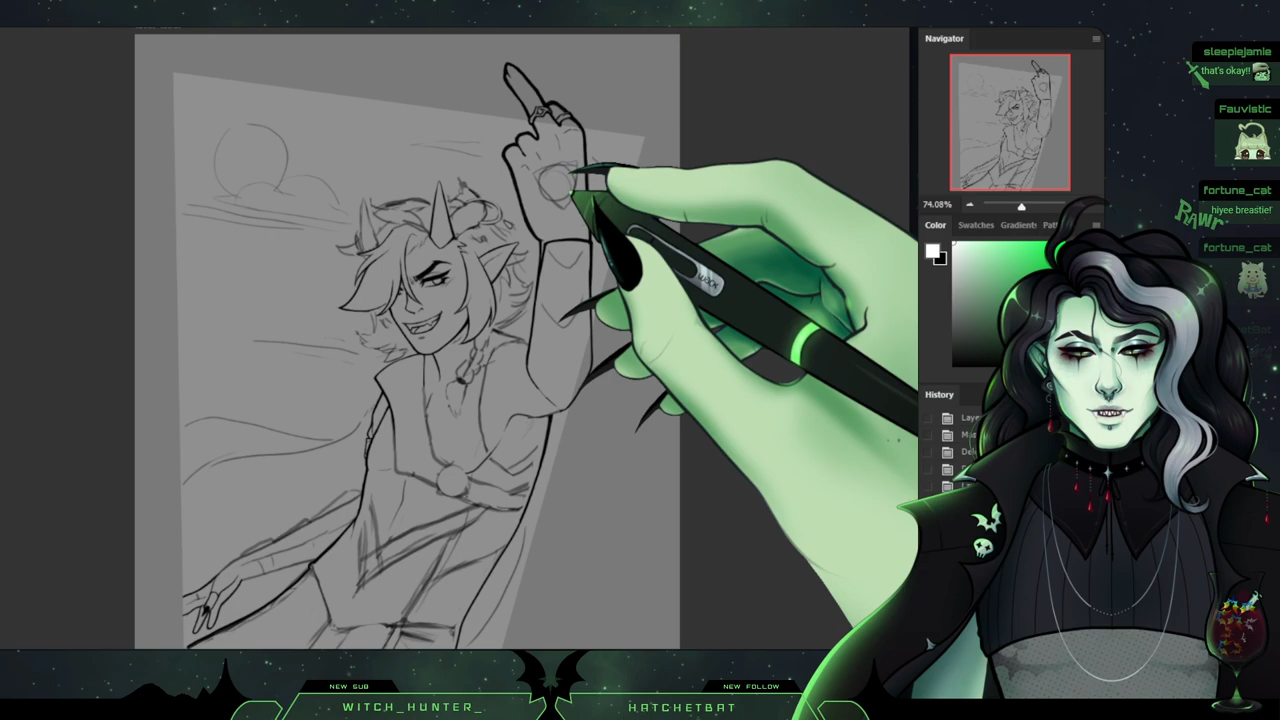 Navigator
74.08%
Color
Swatches
Gradients
History
sleepiejamie
that's okay!!
Fauvistic
fortune_cat
hiyee breastie!
RAWr
fortune_cat
NEW SUB
WITCH_HUNTER_
NEW FOLLOW
HATCHETBAT